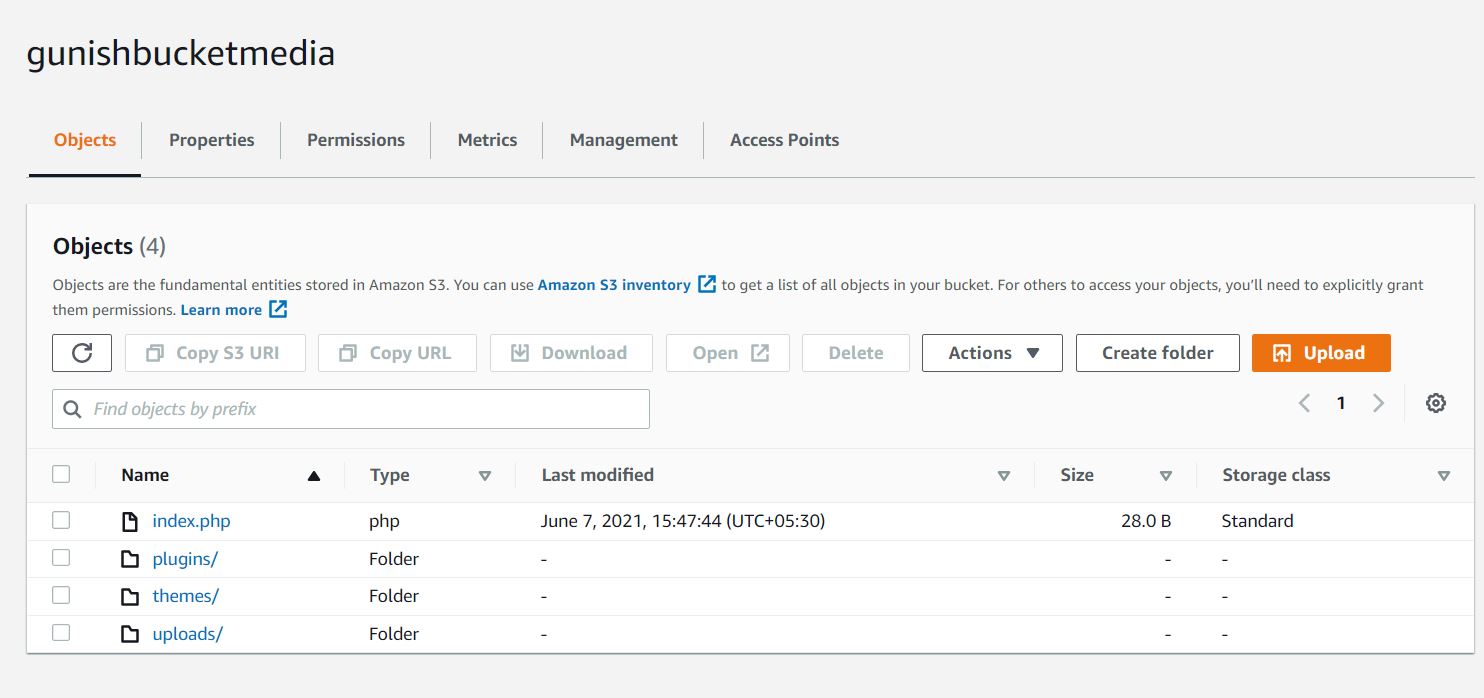 gunishbucketmedia
Objects Properties Permissions Metrics Management Access Points
Objects (4)
Objects are the fundamental entities stored in Amazon S3. You can use Amazon S3 inventory to get a list of all objects in your bucket. For others to access your objects, you’ll need to explicitly grant
them permissions. Learn more
Copy S3 URI Copy URL Download Open Delete Actions Create folder Upload
Find objects by prefix 1
Name Type Last modified Size Storage class
index.php php June 7, 2021, 15:47:44 (UTC+05:30) 28.0 B Standard
plugins/ Folder - - -
themes/ Folder - - -
uploads/ Folder - - -